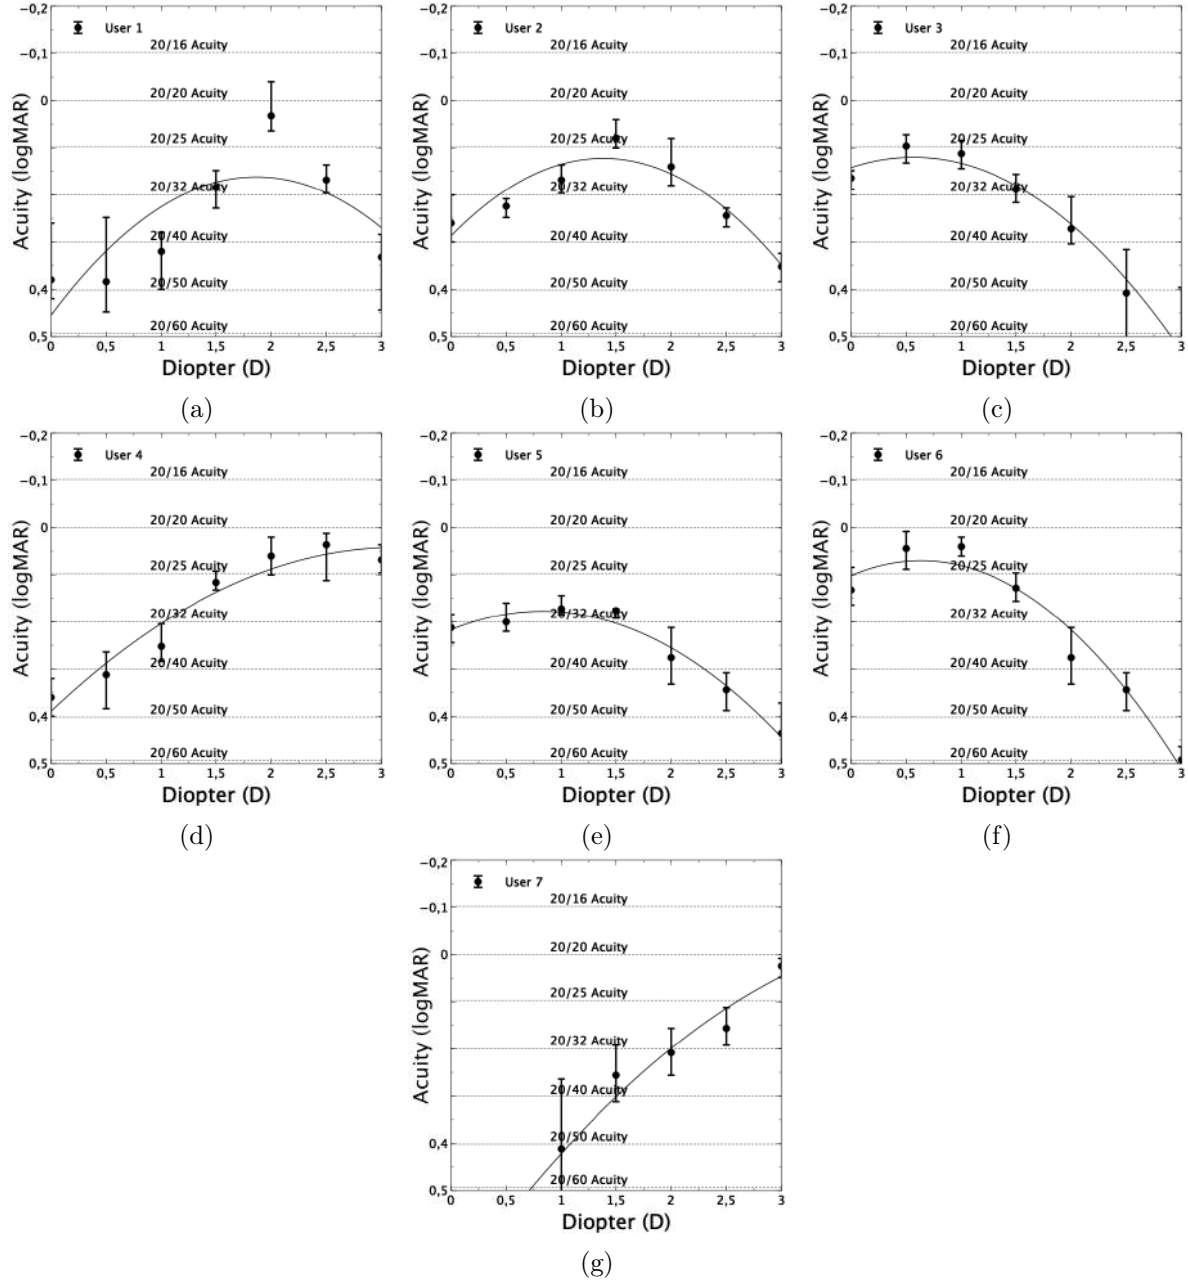 −0,2
User 1
20/16 Acuity
−0,1
20/20 Acuity
0
20/25 Acuity
20/32 Acuity
20/40 Acuity
20/50 Acuity
0,4
20/60 Acuity
0,5
Acuity (logMAR)
0 0,5 1 1,5 2 2,5 3
Diopter (D)
(a)
−0,2
User 2
20/16 Acuity
−0,1
20/20 Acuity
0
20/25 Acuity
20/32 Acuity
20/40 Acuity
20/50 Acuity
0,4
20/60 Acuity
0,5
Acuity (logMAR)
0 0,5 1 1,5 2 2,5 3
Diopter (D)
(b)
−0,2
User 3
20/16 Acuity
−0,1
20/20 Acuity
0
20/25 Acuity
20/32 Acuity
20/40 Acuity
20/50 Acuity
0,4
20/60 Acuity
0,5
Acuity (logMAR)
0 0,5 1 1,5 2 2,5 3
Diopter (D)
(c)
−0,2
User 4
20/16 Acuity
−0,1
20/20 Acuity
0
20/25 Acuity
20/32 Acuity
20/40 Acuity
20/50 Acuity
0,4
20/60 Acuity
0,5
Acuity (logMAR)
0 0,5 1 1,5 2 2,5 3
Diopter (D)
(d)
−0,2
User 5
20/16 Acuity
−0,1
20/20 Acuity
0
20/25 Acuity
20/32 Acuity
20/40 Acuity
20/50 Acuity
0,4
20/60 Acuity
0,5
Acuity (logMAR)
0 0,5 1 1,5 2 2,5 3
Diopter (D)
(e)
−0,2
User 6
20/16 Acuity
−0,1
20/20 Acuity
0
20/25 Acuity
20/32 Acuity
20/40 Acuity
20/50 Acuity
0,4
20/60 Acuity
0,5
Acuity (logMAR)
0 0,5 1 1,5 2 2,5 3
Diopter (D)
(f)
−0,2
User 7
20/16 Acuity
−0,1
20/20 Acuity
0
20/25 Acuity
20/32 Acuity
20/40 Acuity
20/50 Acuity
0,4
20/60 Acuity
0,5
Acuity (logMAR)
0 0,5 1 1,5 2 2,5 3
Diopter (D)
(g)